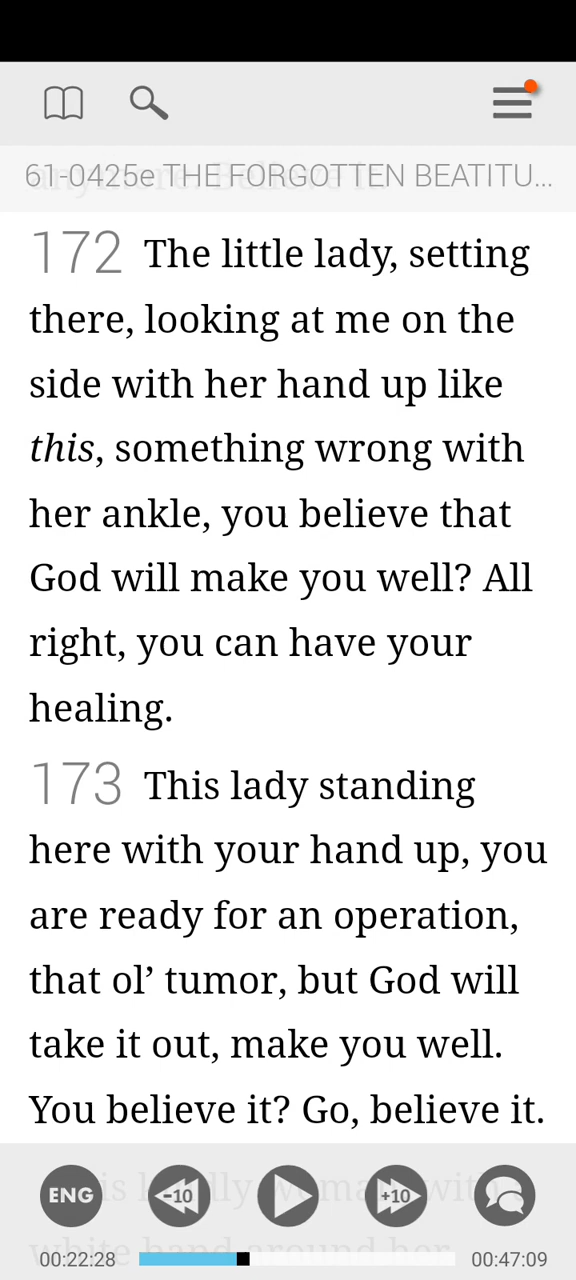 61-0425e THE FORGOTTEN BEATITU...
172 The little lady, setting
there, looking at me on the
side with her hand up like
this, something wrong with
her ankle, you believe that
God will make you well? All
right, you can have your
healing.
173 This lady standing
here with your hand up, you
are ready for an operation,
that ol’ tumor, but God will
take it out, make you well.
You believe it? Go, believe it.
ENG -10 +10
white hand around her
00:22:28 00:47:09